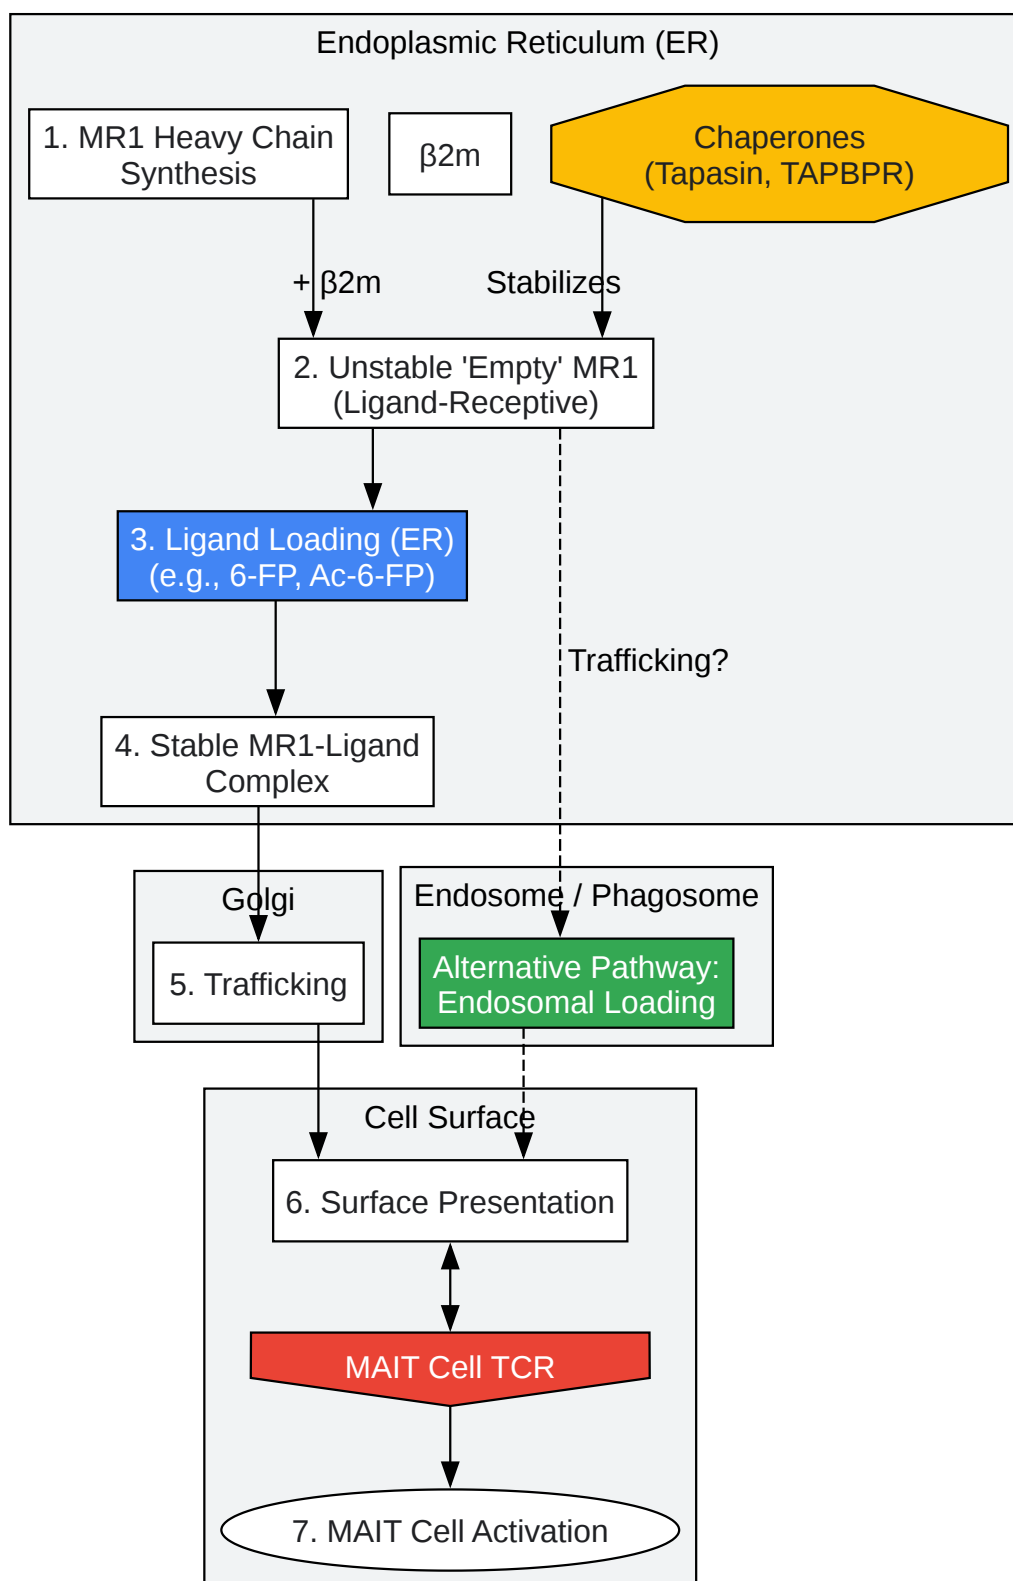 Endoplasmic Reticulum (ER)
1. MR1 Heavy Chain
Synthesis
β2m
Chaperones
(Tapasin, TAPBPR)
+ β2m
Stabilizes
2. Unstable 'Empty' MR1
(Ligand-Receptive)
3. Ligand Loading (ER)
(e.g., 6-FP, Ac-6-FP)
Trafficking?
4. Stable MR1-Ligand
Complex
Golgi
Endosome / Phagosome
5. Trafficking
Alternative Pathway:
Endosomal Loading
Cell Surface
6. Surface Presentation
MAIT Cell TCR
7. MAIT Cell Activation